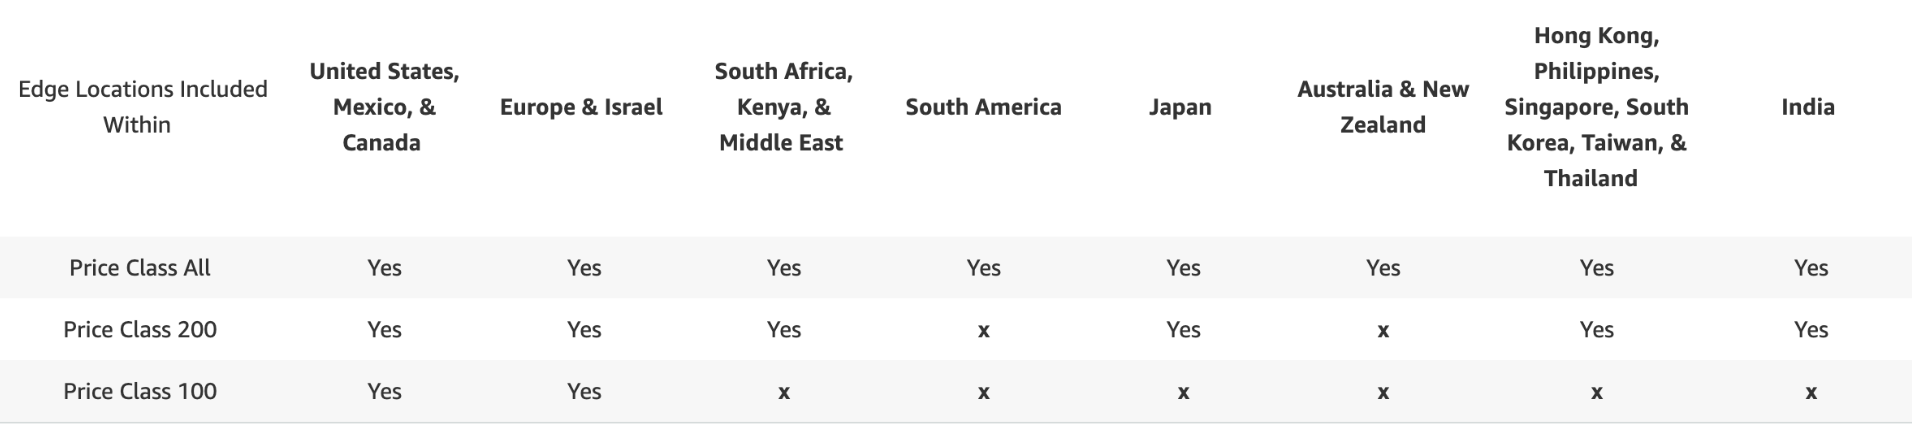 Edge Locations Included
Within
United States,
Mexico, &
Canada
Europe & Israel
South Africa,
Kenya, &
Middle East
South America
Japan
Australia & New
Zealand
Hong Kong,
Philippines,
Singapore, South
Korea, Taiwan, &
Thailand
India
Price Class All Yes Yes Yes Yes Yes Yes Yes Yes
Price Class 200 Yes Yes Yes x Yes x Yes Yes
Price Class 100 Yes Yes x x x x x x